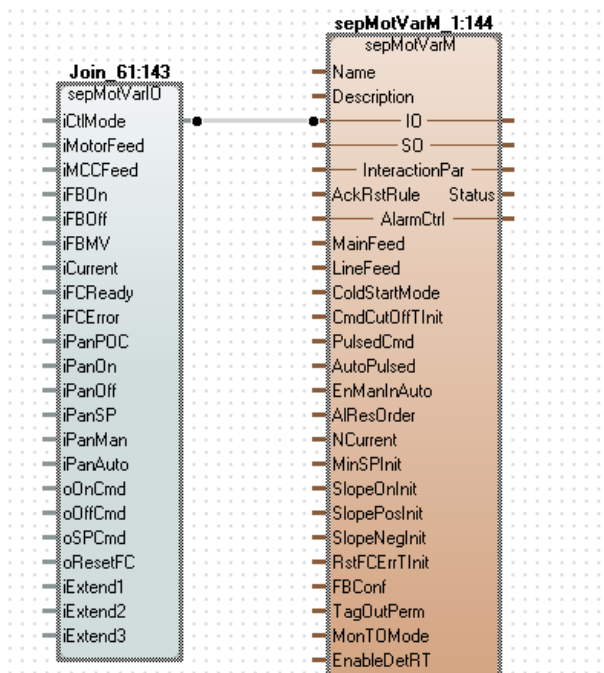 Join_61:143
sepMotVarIO
iCtlMode
iMotorFeed
iMCCFeed
iFBOn
iFBOff
iFBMV
iCurrent
iFCReady
iFCError
iPanPOC
iPanOn
iPanOff
iPanSP
iPanMan
iPanAuto
oOnCmd
oOffCmd
oSPCmd
oResetFC
iExtend1
iExtend2
iExtend3
sepMotVarM_1:144
sepMotVarM
Name
Description
IO
SO
InteractionPar
AckRstRule Status
AlarmCtrl
MainFeed
LineFeed
ColdStartMode
CmdCutOffTInit
PulsedCmd
AutoPulsed
EnManInAuto
AlResOrder
NCurrent
MinSPInit
SlopeOnInit
SlopePosInit
SlopeNegInit
RstFCErrTInit
FBConf
TagOutPerm
MonTOMode
EnableDetRT